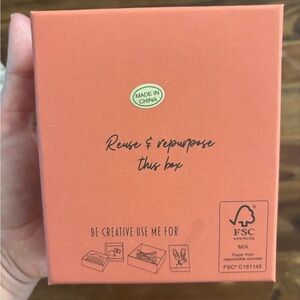 MADE IN
CHINA
Reuse & repurpose
this box
BE CREATIVE USE ME FOR
FSC
www.fsc.org
MIX
Paper from
responsible sources
FSC® C161145